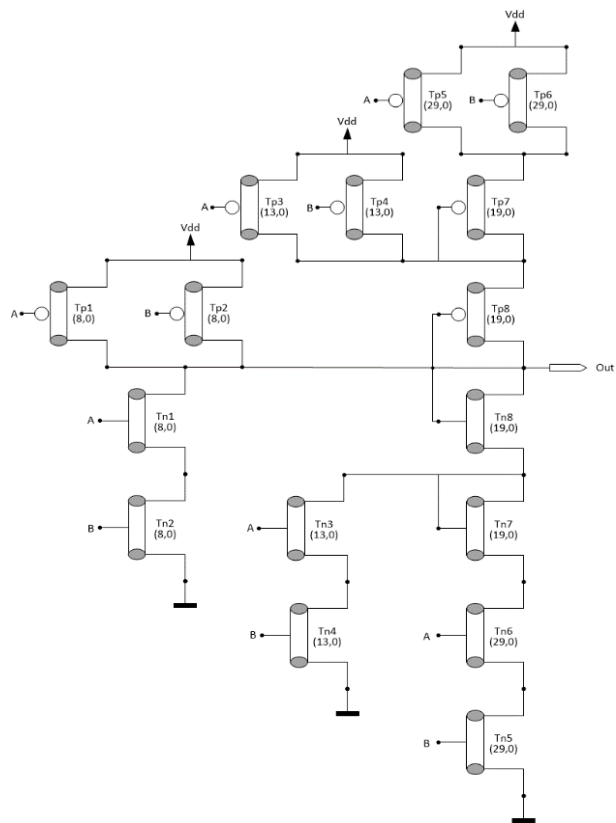 Vdd
A
Tp5
(29,0)
B
Tp6
(29,0)
Vdd
A
Tp3
(13,0)
B
Tp4
(13,0)
Tp7
(19,0)
Vdd
A
Tp1
(8,0)
B
Tp2
(8,0)
Tp8
(19,0)
Out
A
Tn1
(8,0)
Tn8
(19,0)
B
Tn2
(8,0)
A
Tn3
(13,0)
Tn7
(19,0)
B
Tn4
(13,0)
A
Tn6
(29,0)
B
Tn5
(29,0)